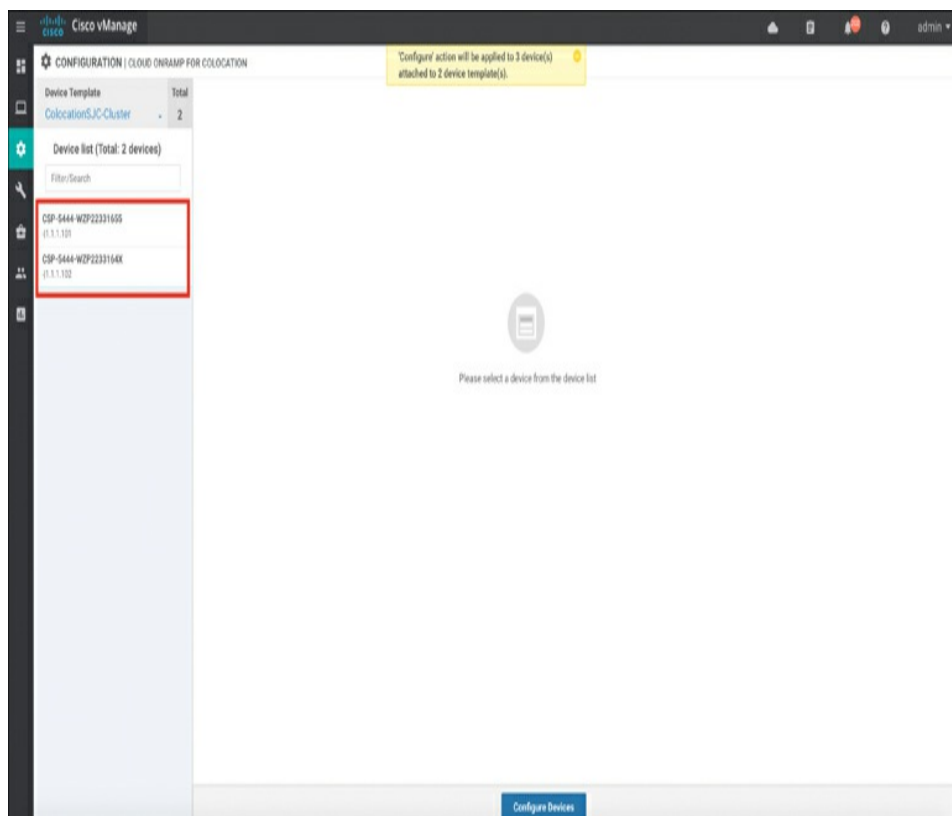 CISCO
Cisco vManage
admin
CONFIGURATION | CLOUD ONRAMP FOR COLOCATION
'Configure' action will be applied to 3 device(s)
attached to 2 device template(s).
Device Template Total
ColocationSJC-Cluster 2
Device list (Total: 2 devices)
Filter/Search
CSP-5444-WZP2233165S
CSP-5444-WZP2233164X
Please select a device from the device list
Configure Devices